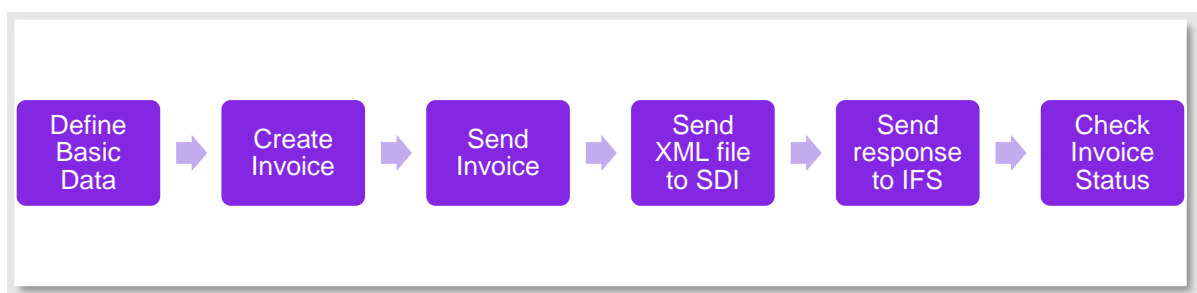 Define
Basic
Data
Create
Invoice
Send
Invoice
Send
XML file
to SDI
Send
response
to IFS
Check
Invoice
Status